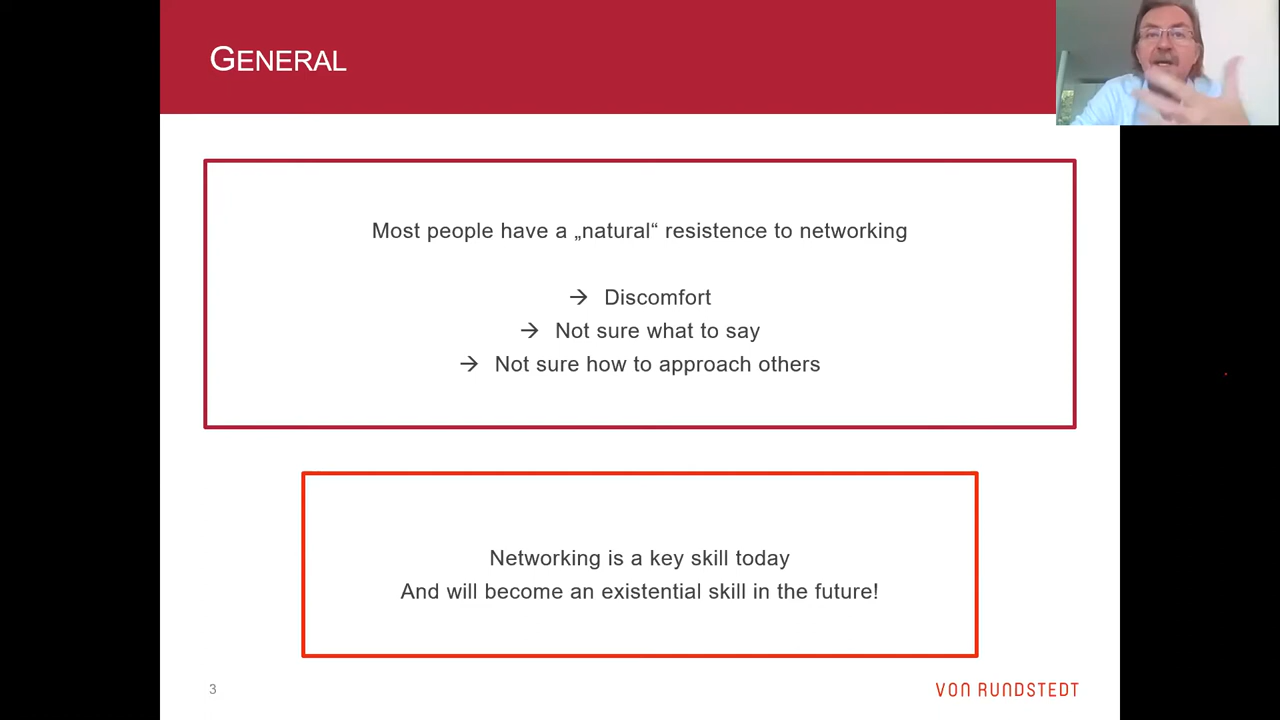 GENERAL
Most people have a „natural“ resistence to networking
→ Discomfort
→ Not sure what to say
→ Not sure how to approach others
Networking is a key skill today
And will become an existential skill in the future!
3
VON RUNDSTEDT